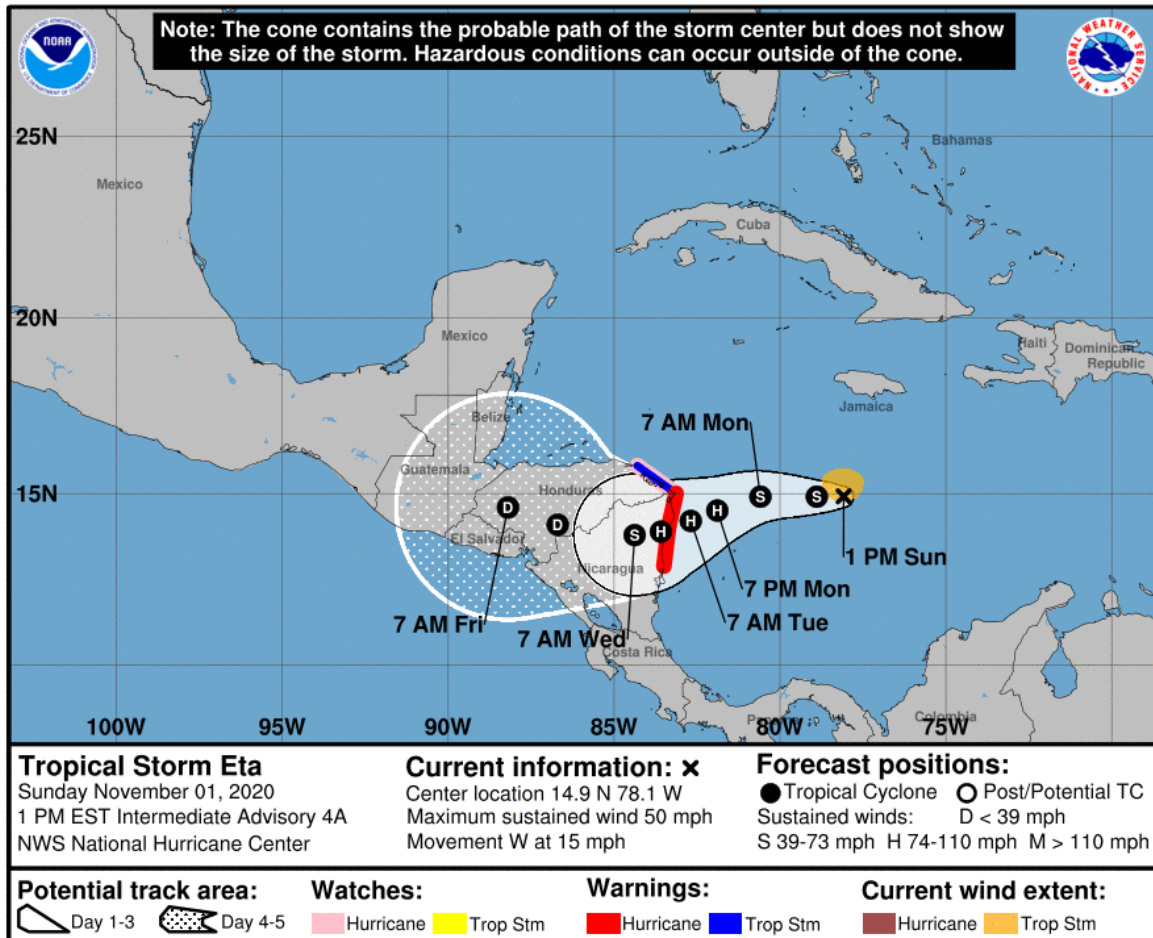 Note: The cone contains the probable path of the storm center but does not show
the size of the storm. Hazardous conditions can occur outside of the cone.
NOAA
NATIONAL WEATHER SERVICE
25N
20N
15N
Mexico
Bahamas
Cuba
Mexico
Haiti
Dominican
Republic
Jamaica
Belize
7 AM Mon
Guatemala
Honduras
El Salvador
Nicaragua
D
D
S
H
H
H
S
S
1 PM Sun
7 PM Mon
7 AM Tue
7 AM Fri
7 AM Wed
Costa Rica
Panama
Colombia
100W
95W
90W
85W
80W
75W
Tropical Storm Eta
Sunday November 01, 2020
1 PM EST Intermediate Advisory 4A
NWS National Hurricane Center
Current information: ×
Center location 14.9 N 78.1 W
Maximum sustained wind 50 mph
Movement W at 15 mph
Forecast positions:
Tropical Cyclone Post/Potential TC
Sustained winds: D < 39 mph
S 39-73 mph H 74-110 mph M > 110 mph
Potential track area:
Day 1-3 Day 4-5
Watches:
Hurricane Trop Stm
Warnings:
Hurricane Trop Stm
Current wind extent:
Hurricane Trop Stm